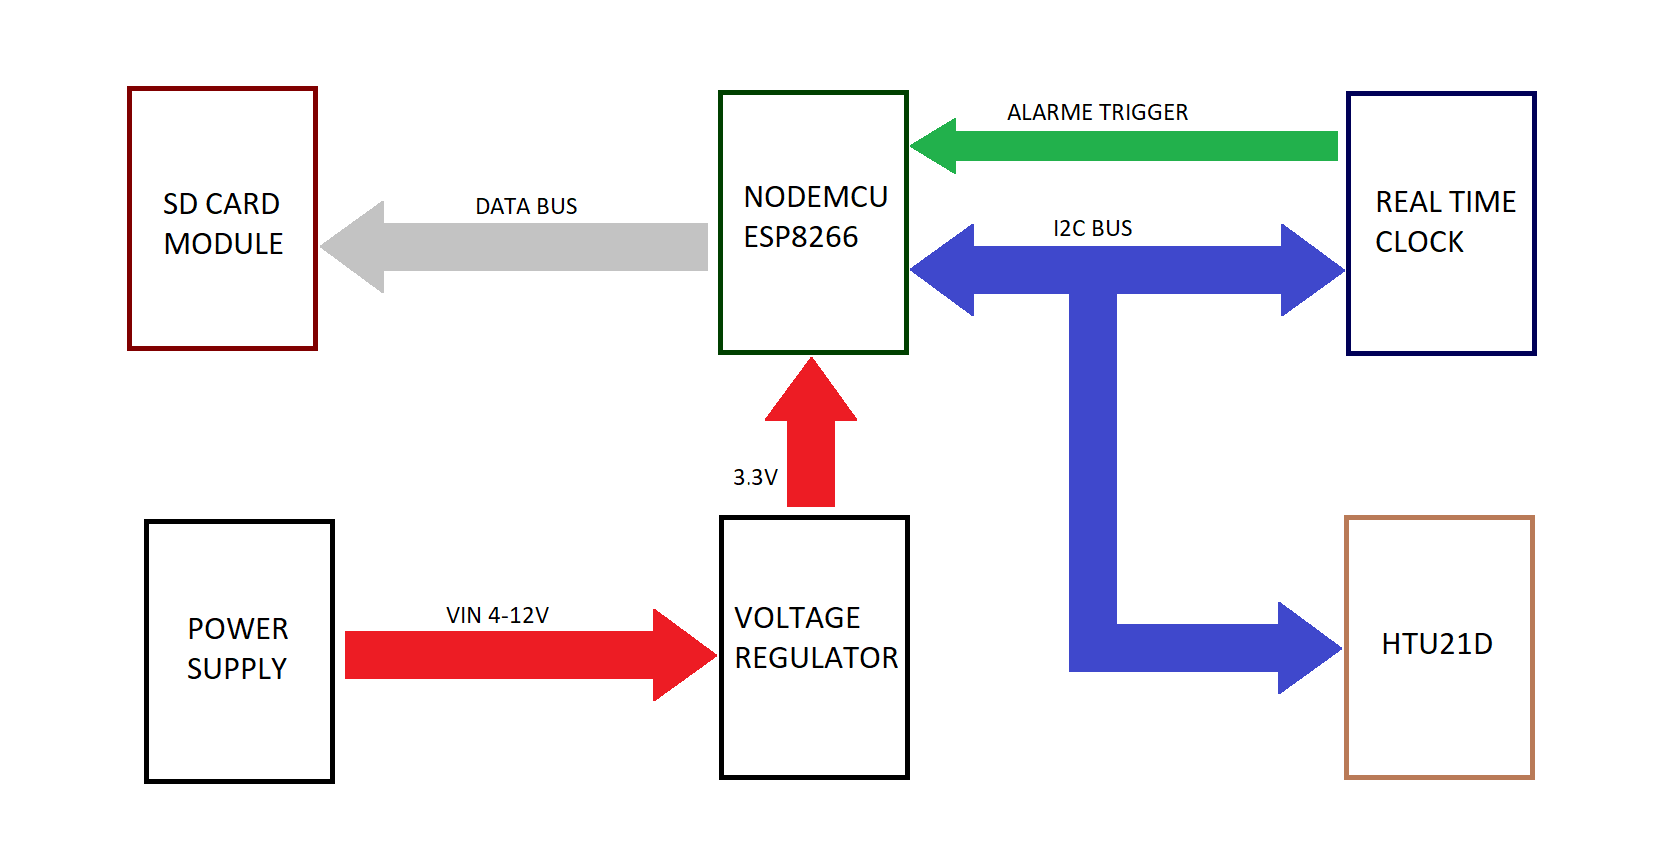 SD CARD
MODULE
DATA BUS
NODEMCU
ESP8266
ALARME TRIGGER
I2C BUS
REAL TIME
CLOCK
3.3V
POWER
SUPPLY
VIN 4-12V
VOLTAGE
REGULATOR
HTU21D